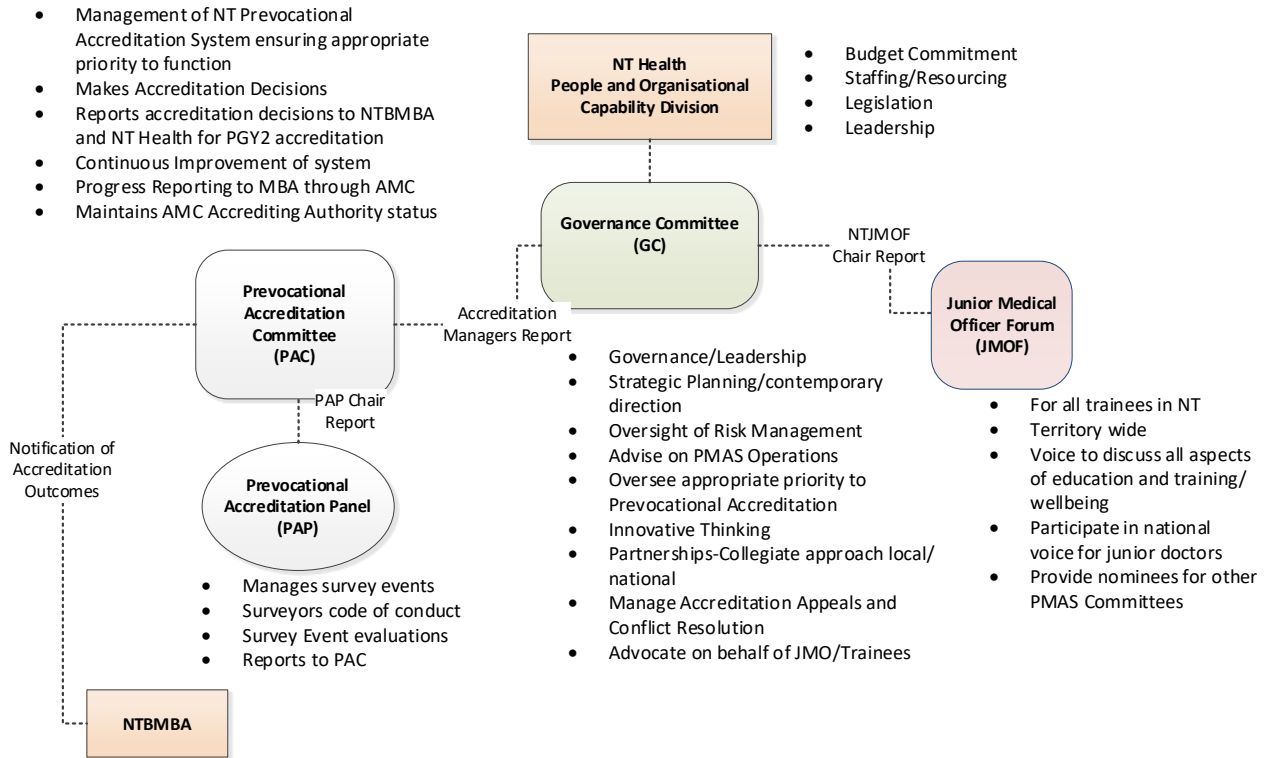 • Management of NT Prevocational
Accreditation System ensuring appropriate
priority to function
• Makes Accreditation Decisions
• Reports accreditation decisions to NTBMBA
and NT Health for PGY2 accreditation
• Continuous Improvement of system
• Progress Reporting to MBA through AMC
• Maintains AMC Accrediting Authority status
NT Health
People and Organisational
Capability Division
• Budget Commitment
• Staffing/Resourcing
• Legislation
• Leadership
Governance Committee
(GC)
NTJMOF
Chair Report
Prevocational
Accreditation
Committee
(PAC)
Accreditation
Managers Report
Junior Medical
Officer Forum
(JMOF)
PAP Chair
Report
• Governance/Leadership
• Strategic Planning/contemporary
direction
• Oversight of Risk Management
• Advise on PMAS Operations
• Oversee appropriate priority to
Prevocational Accreditation
• Innovative Thinking
• Partnerships-Collegiate approach local/
national
• Manage Accreditation Appeals and
Conflict Resolution
• Advocate on behalf of JMO/Trainees
• For all trainees in NT
• Territory wide
• Voice to discuss all aspects
of education and training/
wellbeing
• Participate in national
voice for junior doctors
• Provide nominees for other
PMAS Committees
Notification of
Accreditation
Outcomes
Prevocational
Accreditation Panel
(PAP)
• Manages survey events
• Surveyors code of conduct
• Survey Event evaluations
• Reports to PAC
NTBMBA